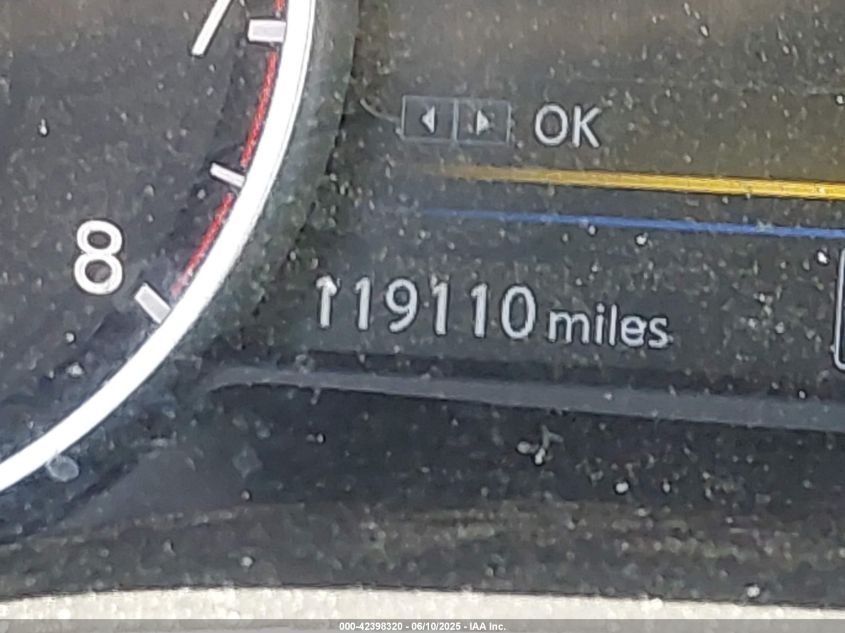 OK
8
119110 miles
000-42398320 - 06/10/2025 - IAA Inc.